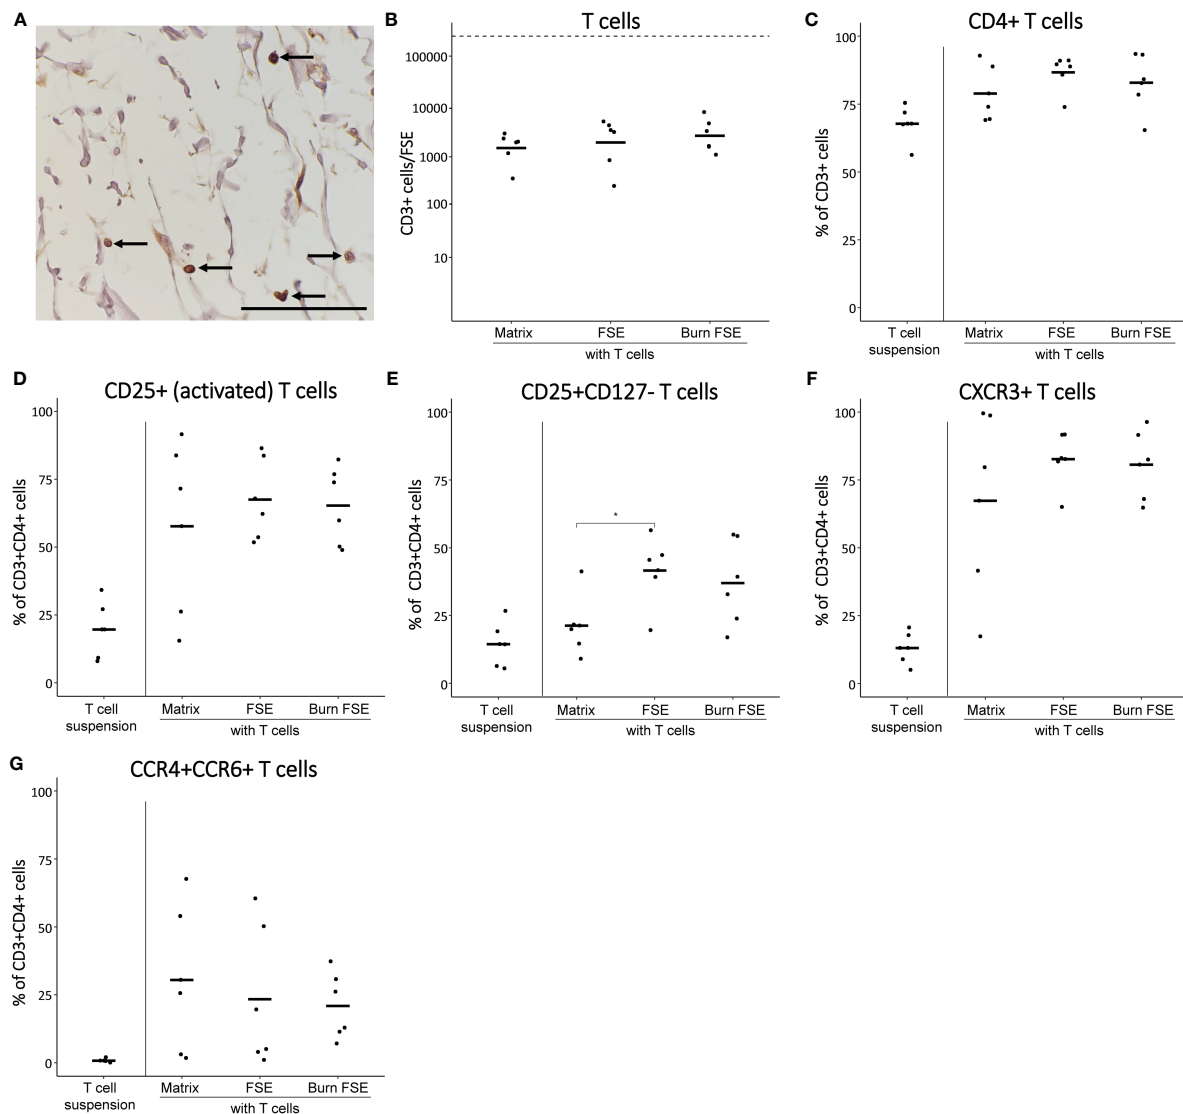 A
B
T cells
CD3+ cells/FSE
100000
10000
1000
100
10
Matrix
FSE
Burn FSE
with T cells
C
CD4+ T cells
% of CD3+ cells
100
75
50
25
0
T cell
suspension
Matrix
FSE
Burn FSE
with T cells
D
CD25+ (activated) T cells
% of CD3+CD4+ cells
100
75
50
25
0
T cell
suspension
Matrix
FSE
Burn FSE
with T cells
E
CD25+CD127- T cells
% of CD3+CD4+ cells
100
75
50
25
0
*
T cell
suspension
Matrix
FSE
Burn FSE
with T cells
F
CXCR3+ T cells
% of CD3+CD4+ cells
100
75
50
25
0
T cell
suspension
Matrix
FSE
Burn FSE
with T cells
G
CCR4+CCR6+ T cells
% of CD3+CD4+ cells
100
75
50
25
0
T cell
suspension
Matrix
FSE
Burn FSE
with T cells